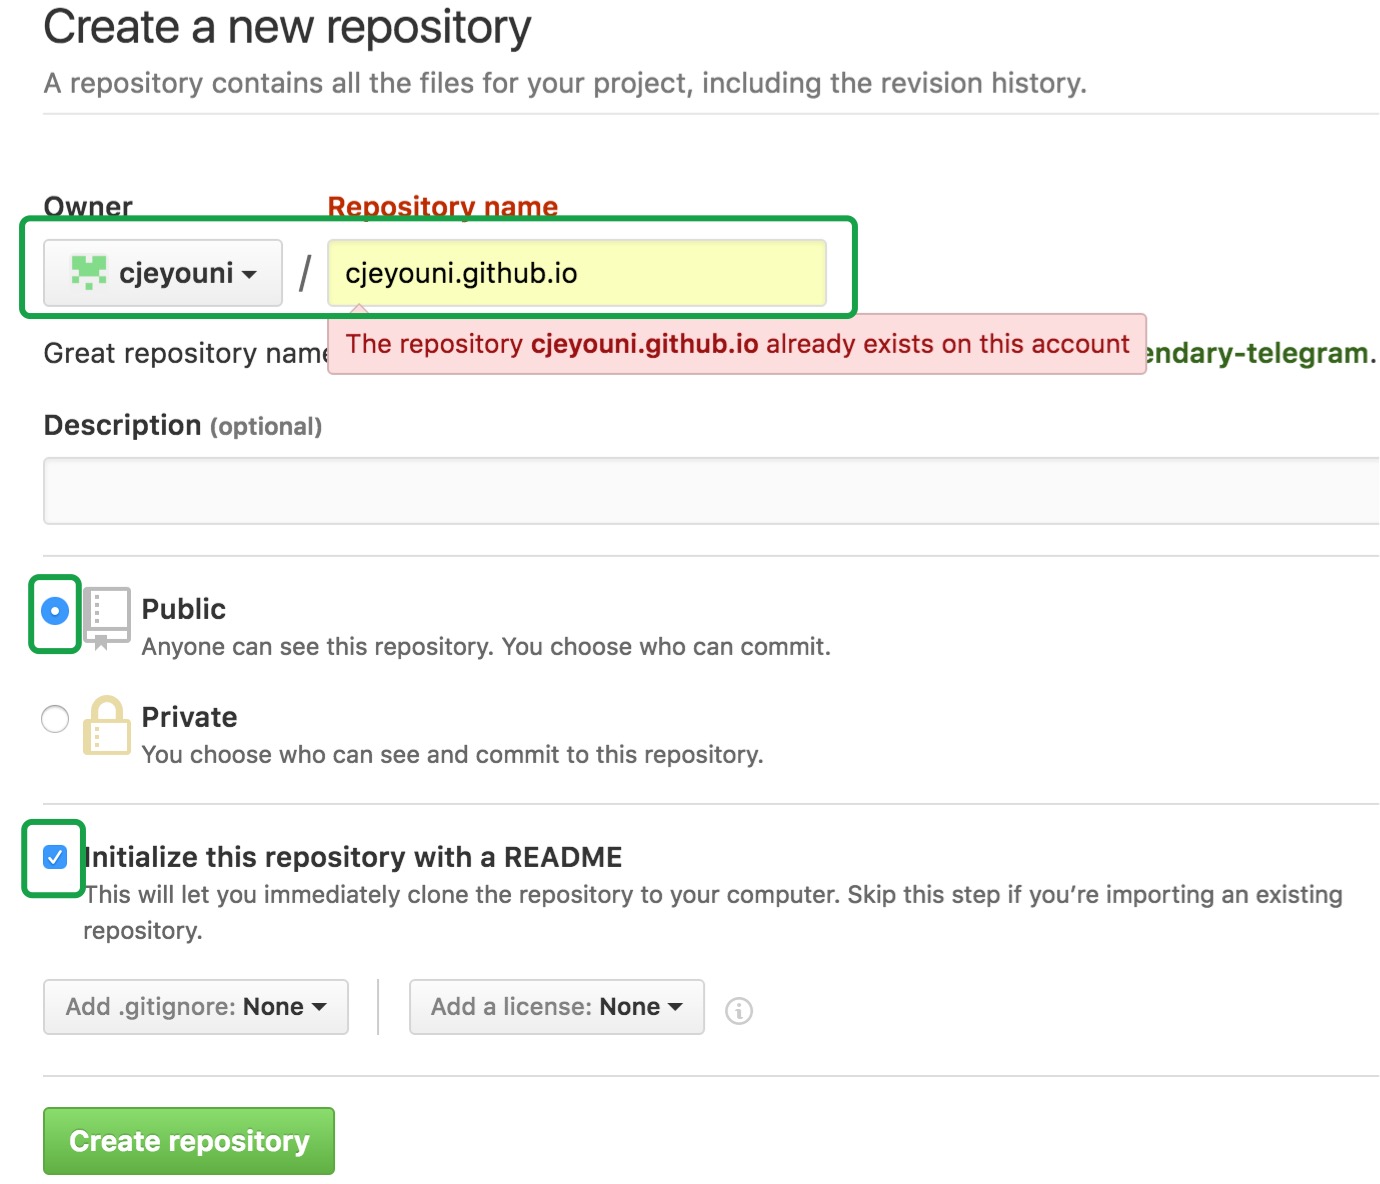 Create a new repository
A repository contains all the files for your project, including the revision history.
Owner
Repository name
cjeyouni / cjeyouni.github.io
The repository cjeyouni.github.io already exists on this account
Great repository name
endary-telegram.
Description (optional)
Public
Anyone can see this repository. You choose who can commit.
Private
You choose who can see and commit to this repository.
Initialize this repository with a README
This will let you immediately clone the repository to your computer. Skip this step if you’re importing an existing
repository.
Add .gitignore: None
Add a license: None
Create repository